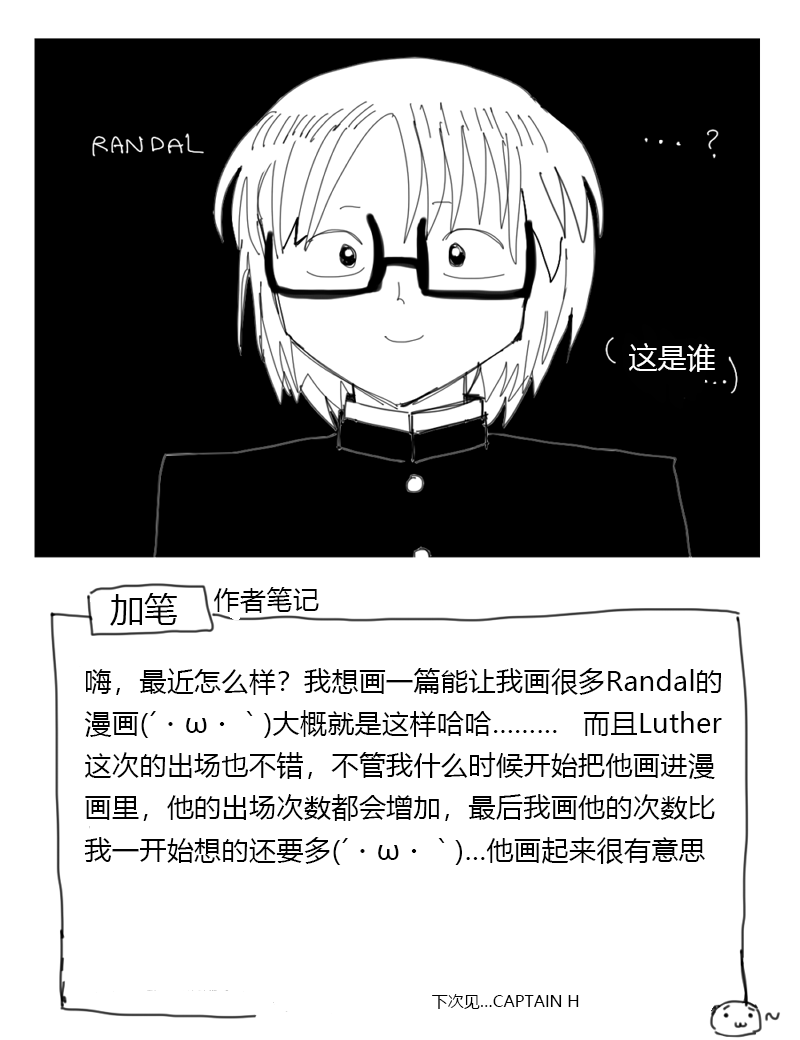 RANDAL
...?
(这是谁...)
加笔
作者笔记
嗨，最近怎么样？我想画一篇能让我画很多Randal的
漫画(´・ω・｀)大概就是这样哈哈.........　而且Luther
这次的出场也不错，不管我什么时候开始把他画进漫
画里，他的出场次数都会增加，最后我画他的次数比
我一开始想的还要多(´・ω・｀)...他画起来很有意思
下次见...CAPTAIN H
~